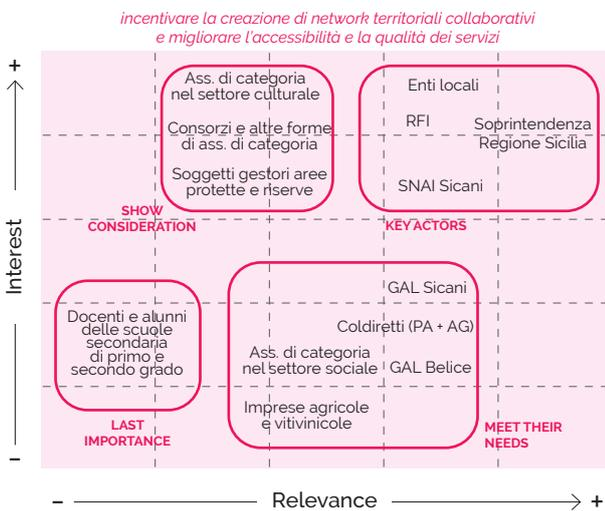 incentivare la creazione di network territoriali collaborativi
e migliorare l'accessibilità e la qualità dei servizi
+
Interest
–
Ass. di categoria
nel settore culturale
Consorzi e altre forme
di ass. di categoria
Soggetti gestori aree
protette e riserve
SHOW
CONSIDERATION
Enti locali
RFI
Soprintendenza
Regione Sicilia
SNAI Sicani
KEY ACTORS
Docenti e alunni
delle scuole
secondaria
di primo e
secondo grado
LAST
IMPORTANCE
GAL Sicani
Coldiretti (PA + AG)
Ass. di categoria
nel settore sociale
GAL Belice
Imprese agricole
e vitivinicole
MEET THEIR
NEEDS
– Relevance +